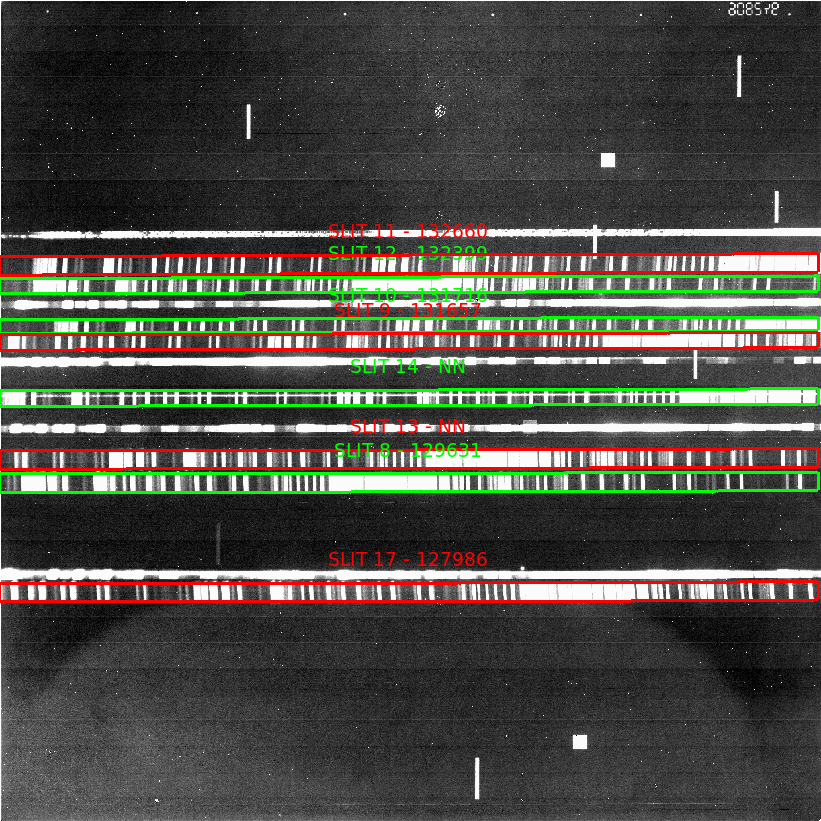 SLIT 11 - 132660
SLIT 12 - 132399
SLIT 10 - 131716
SLIT 9 - 131657
SLIT 14 - NN
SLIT 13 - NN
SLIT 8 - 129631
SLIT 17 - 127986